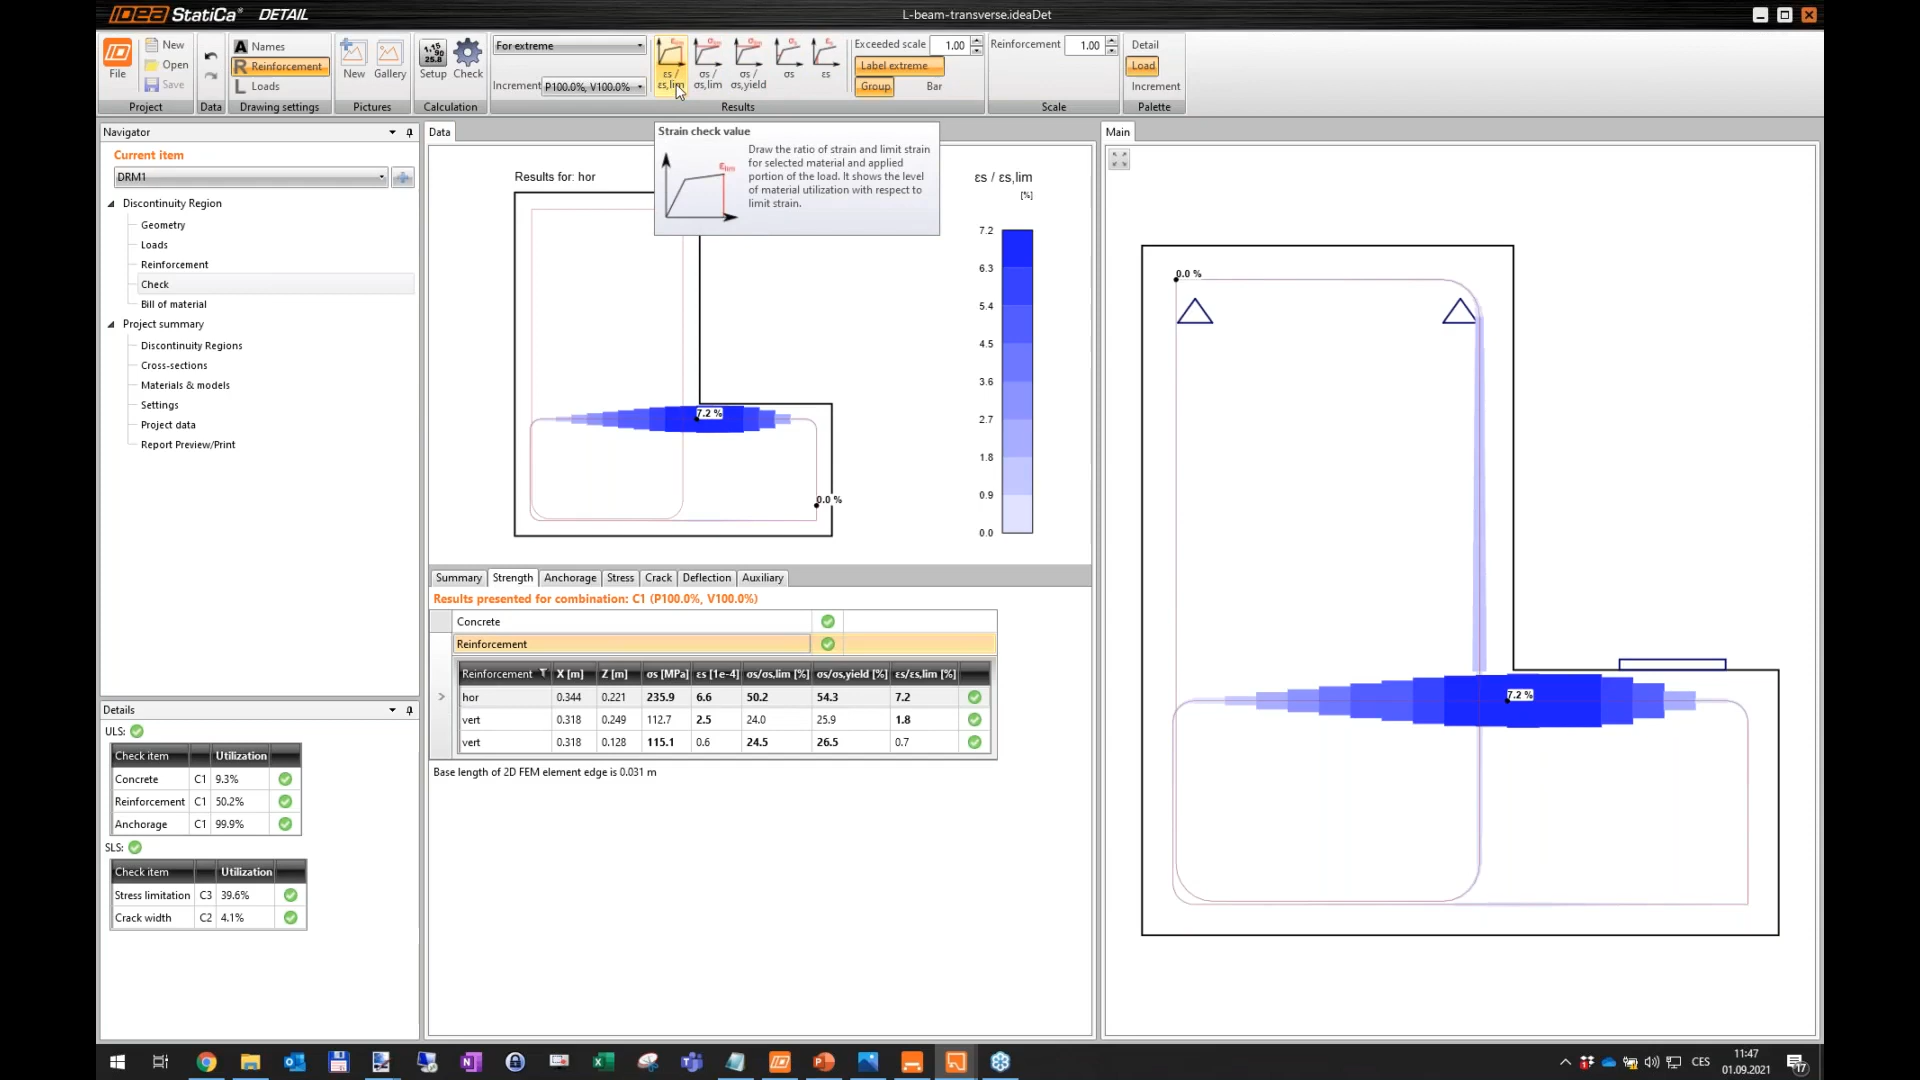 IDEA StatiCa® DETAIL
L-beam-transverse.ideaDet
File
New
Open
Save
Project
Data
A Names
R Reinforcement
L Loads
Drawing settings
New
Gallery
Pictures
Setup
Check
Calculation
For extreme
Increment P100.0%, V100.0%
εs / εs,lim
σs / σs,lim
σs / σs,yield
σs
εs
Exceeded scale 1.00
Label extreme
Group
Bar
Results
Reinforcement 1.00
Scale
Detail
Load
Increment
Palette
Strain check value
Draw the ratio of strain and limit strain
for selected material and applied
portion of the load. It shows the level
of material utilization with respect to
limit strain.
εlim
Navigator
Current item
DRM1
Discontinuity Region
Geometry
Loads
Reinforcement
Check
Bill of material
Project summary
Discontinuity Regions
Cross-sections
Materials & models
Settings
Project data
Report Preview/Print
Details
ULS:
Check item Utilization
Concrete C1 9.3%
Reinforcement C1 50.2%
Anchorage C1 99.9%
SLS:
Check item Utilization
Stress limitation C3 39.6%
Crack width C2 4.1%
Data
Results for: hor
7.2 %
0.0 %
εs / εs,lim
[%]
7.2
6.3
5.4
4.5
3.6
2.7
1.8
0.9
0.0
Summary Strength Anchorage Stress Crack Deflection Auxiliary
Results presented for combination: C1 (P100.0%, V100.0%)
Concrete
Reinforcement
Reinforcement X [m] Z [m] σs [MPa] εs [1e-4] σs/σs,lim [%] σs/σs,yield [%] εs/εs,lim [%]
hor 0.344 0.221 235.9 6.6 50.2 54.3 7.2
vert 0.318 0.249 112.7 2.5 24.0 25.9 1.8
vert 0.318 0.128 115.1 0.6 24.5 26.5 0.7
Base length of 2D FEM element edge is 0.031 m
Main
0.0 %
7.2 %
CES
11:47
01.09.2021
17